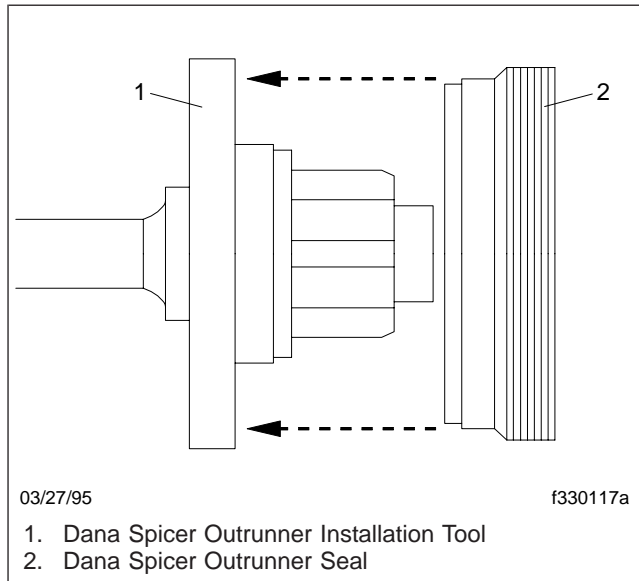 1
2
03/27/95 f330117a
1. Dana Spicer Outrunner Installation Tool
2. Dana Spicer Outrunner Seal